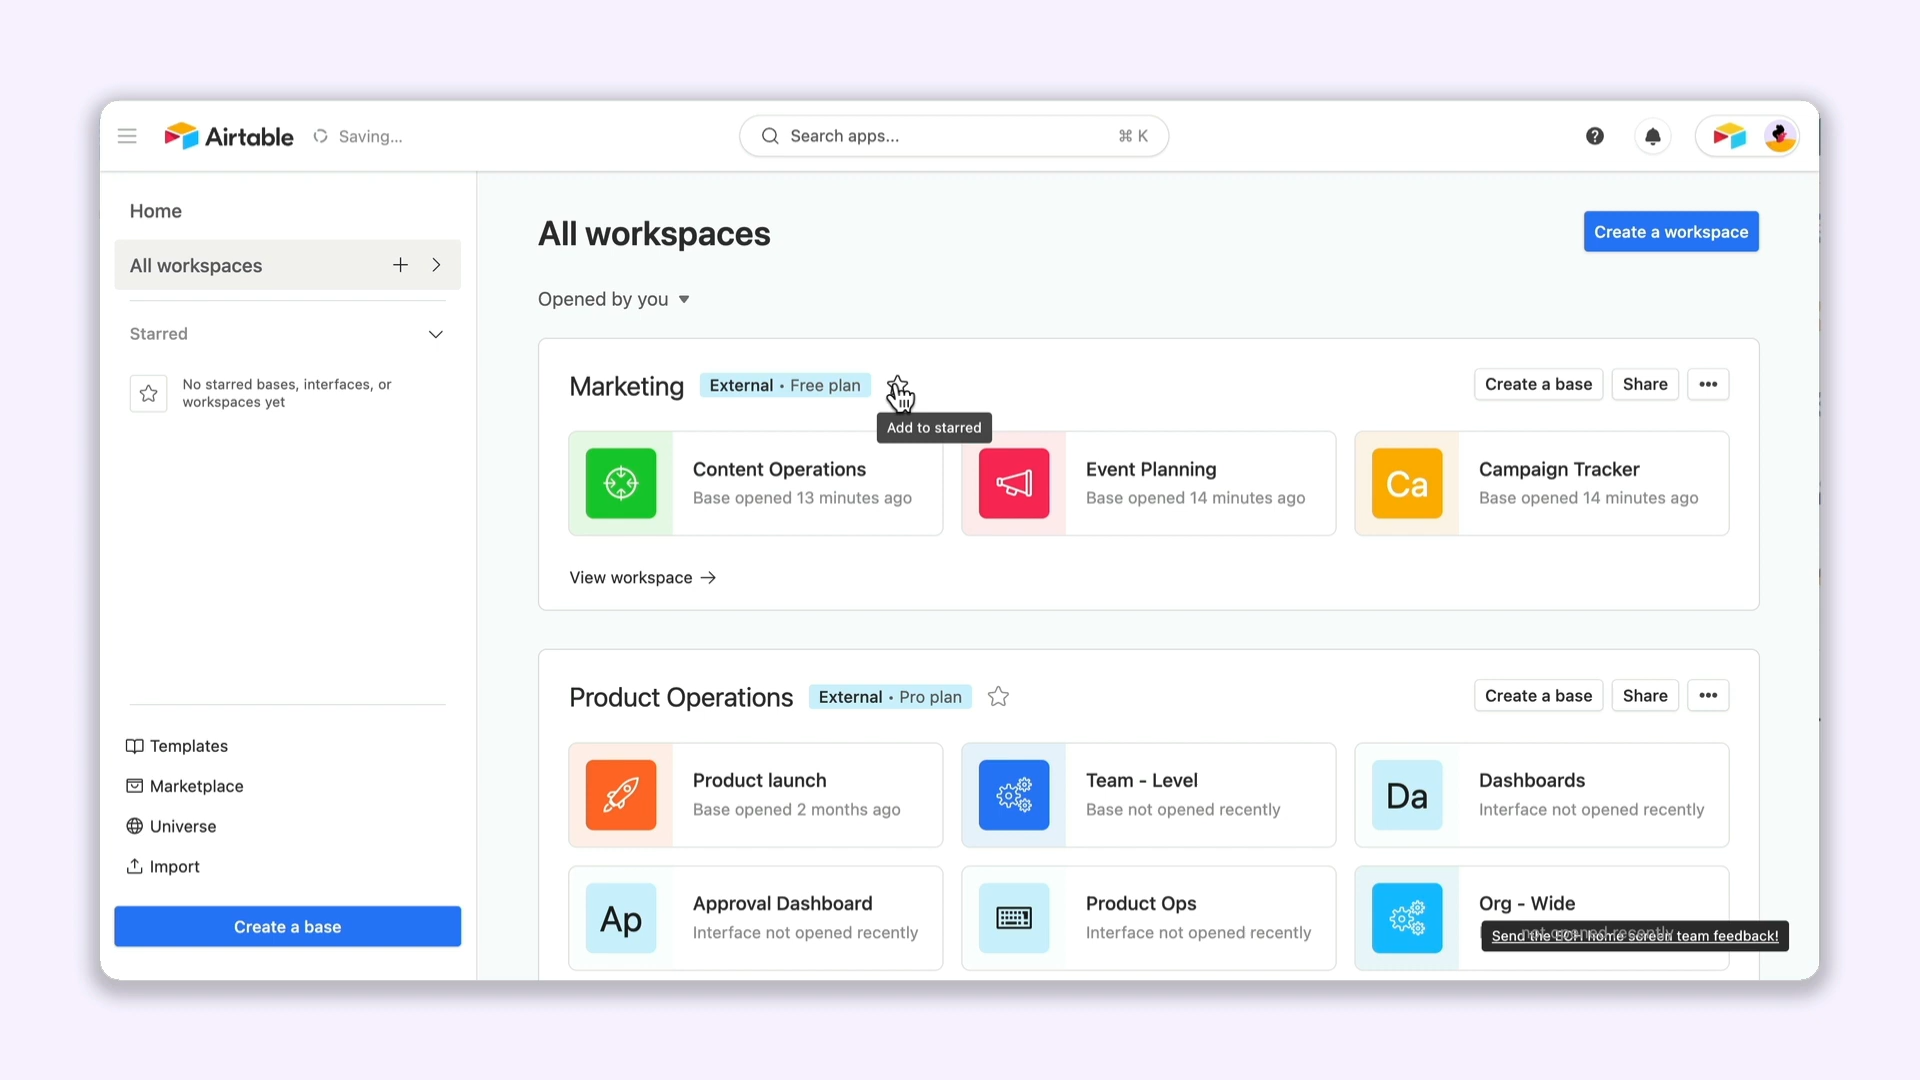 Airtable
Saving...
Search apps...
⌘ K
Home
All workspaces
Starred
No starred bases, interfaces, or
workspaces yet
Templates
Marketplace
Universe
Import
Create a base
All workspaces
Create a workspace
Opened by you
Marketing
External • Free plan
Create a base
Share
Add to starred
Content Operations
Base opened 13 minutes ago
Event Planning
Base opened 14 minutes ago
Ca
Campaign Tracker
Base opened 14 minutes ago
View workspace →
Product Operations
External • Pro plan
Create a base
Share
Product launch
Base opened 2 months ago
Team - Level
Base not opened recently
Da
Dashboards
Interface not opened recently
Ap
Approval Dashboard
Interface not opened recently
Product Ops
Interface not opened recently
Org - Wide
not opened recently
Send the ECH home screen team feedback!